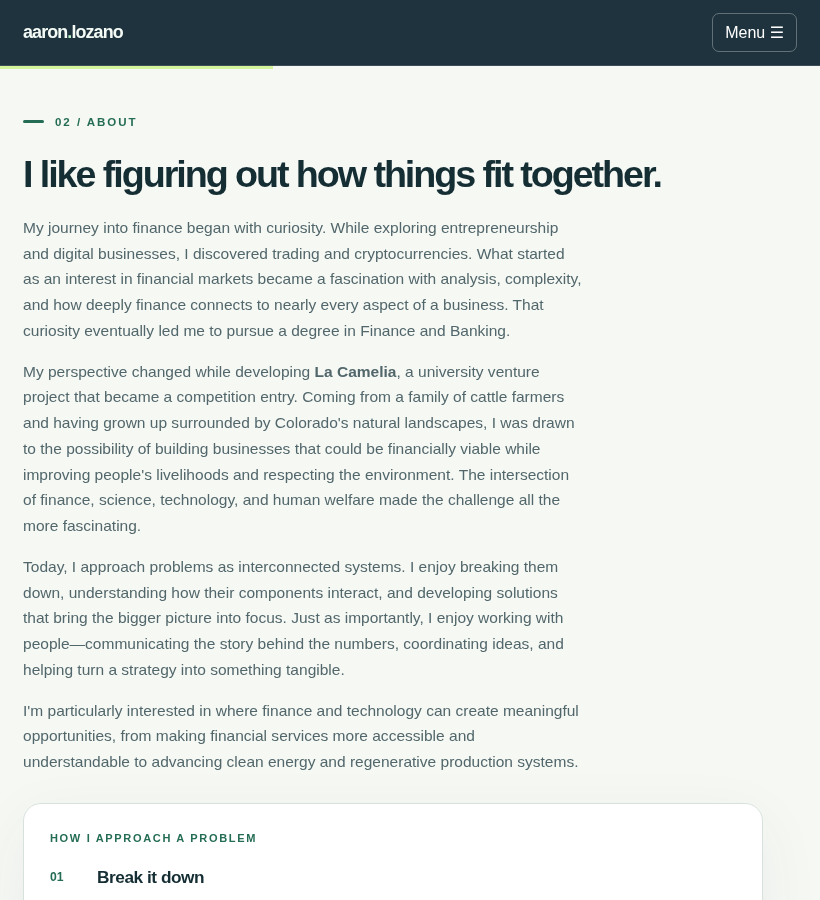 aaron.lozano
Menu ☰
02 / ABOUT
I like figuring out how things fit together.
My journey into finance began with curiosity. While exploring entrepreneurship
and digital businesses, I discovered trading and cryptocurrencies. What started
as an interest in financial markets became a fascination with analysis, complexity,
and how deeply finance connects to nearly every aspect of a business. That
curiosity eventually led me to pursue a degree in Finance and Banking.
My perspective changed while developing La Camelia, a university venture
project that became a competition entry. Coming from a family of cattle farmers
and having grown up surrounded by Colorado's natural landscapes, I was drawn
to the possibility of building businesses that could be financially viable while
improving people's livelihoods and respecting the environment. The intersection
of finance, science, technology, and human welfare made the challenge all the
more fascinating.
Today, I approach problems as interconnected systems. I enjoy breaking them
down, understanding how their components interact, and developing solutions
that bring the bigger picture into focus. Just as importantly, I enjoy working with
people—communicating the story behind the numbers, coordinating ideas, and
helping turn a strategy into something tangible.
I'm particularly interested in where finance and technology can create meaningful
opportunities, from making financial services more accessible and
understandable to advancing clean energy and regenerative production systems.
HOW I APPROACH A PROBLEM
01 Break it down